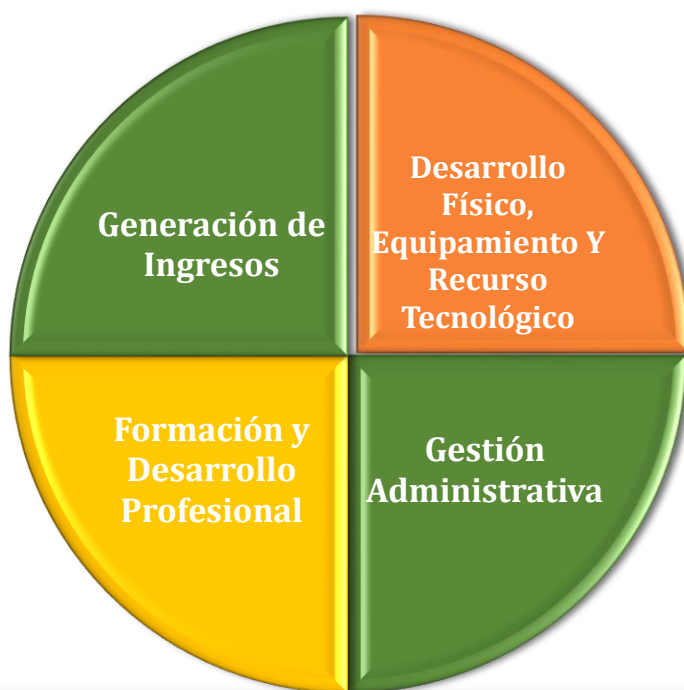 Generación de
Ingresos
Desarrollo
Físico,
Equipamiento Y
Recurso
Tecnológico
Formación y
Desarrollo
Profesional
Gestión
Administrativa